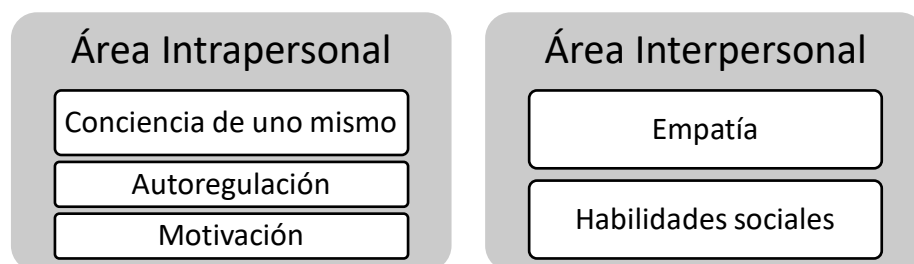 Área Intrapersonal
Conciencia de uno mismo
Autoregulación
Motivación
Área Interpersonal
Empatía
Habilidades sociales